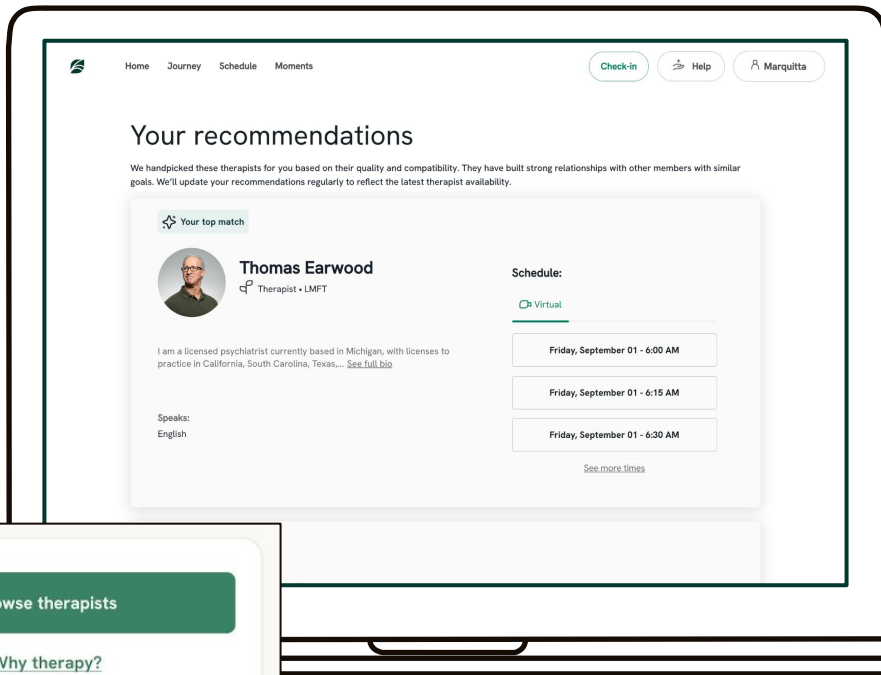 Home Journey Schedule Moments
Check-in Help Marquitta
Your recommendations
We handpicked these therapists for you based on their quality and compatibility. They have built strong relationships with other members with similar
goals. We'll update your recommendations regularly to reflect the latest therapist availability.
Your top match
Thomas Earwood
Therapist • LMFT
I am a licensed psychiatrist currently based in Michigan, with licenses to
practice in California, South Carolina, Texas,... See full bio
Speaks:
English
Schedule:
Virtual
Friday, September 01 - 6:00 AM
Friday, September 01 - 6:15 AM
Friday, September 01 - 6:30 AM
See more times
therapists
Why therapy?